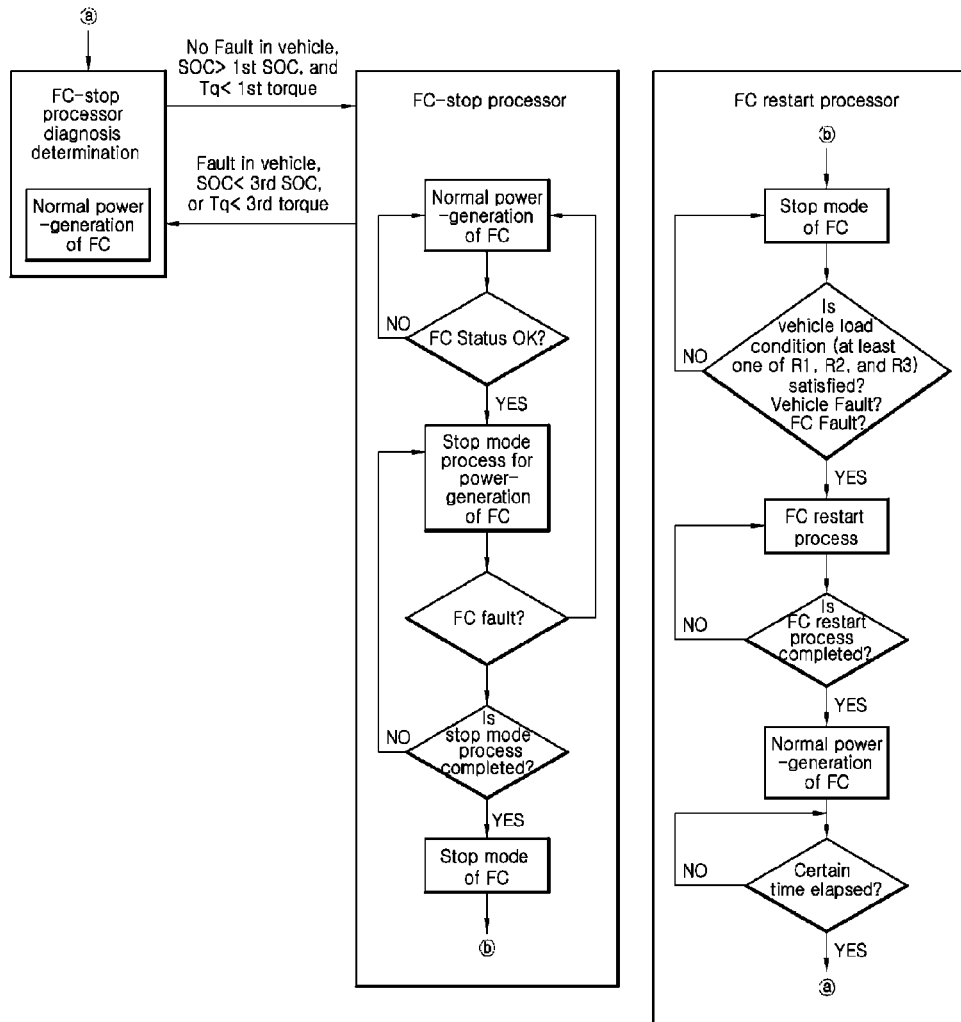 ⓐ
FC-stop
processor
diagnosis
determination
Normal power
-generation
of FC
No Fault in vehicle,
SOC> 1st SOC, and
Tq< 1st torque
Fault in vehicle,
SOC< 3rd SOC,
or Tq< 3rd torque
FC-stop processor
Normal power
-generation
of FC
NO
FC Status OK?
YES
Stop mode
process for
power-
generation
of FC
FC fault?
Is
stop mode
process
completed?
NO
YES
Stop mode
of FC
ⓑ
FC restart processor
ⓑ
Stop mode
of FC
Is
vehicle load
condition (at least
one of R1, R2, and R3)
satisfied?
Vehicle Fault?
FC Fault?
NO
YES
FC restart
process
Is
FC restart
process
completed?
NO
YES
Normal power
-generation
of FC
NO
Certain
time elapsed?
YES
ⓐ